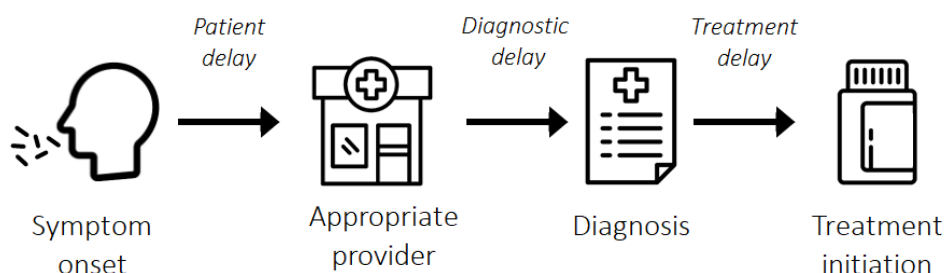 Patient
delay
Diagnostic
delay
Treatment
delay
Symptom
onset
Appropriate
provider
Diagnosis
Treatment
initiation